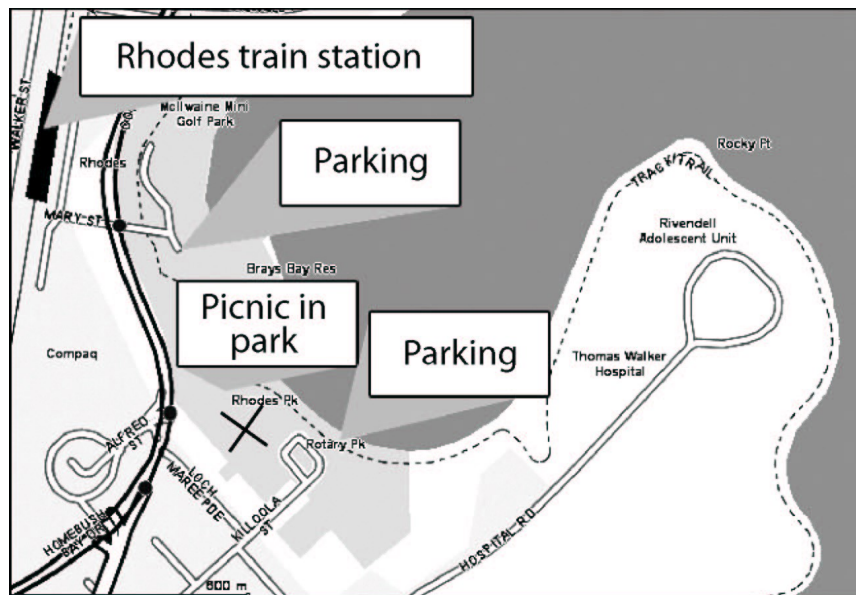 Rhodes train station
WALKER ST
McIlwaine Mini
Golf Park
Rhodes
Parking
MARY ST
TRACK/TRAIL
Rocky Pt
Rivendell
Adolescent Unit
Brays Bay Res
Picnic in
park
Parking
Compaq
Thomas Walker
Hospital
Rhodes Pk
Rotary Pk
ALFRED
ST
LOCH
MAREE PDE
KILLOOLA
ST
HOMEBUSH
BAY DR
HOSPITAL RD
800 m